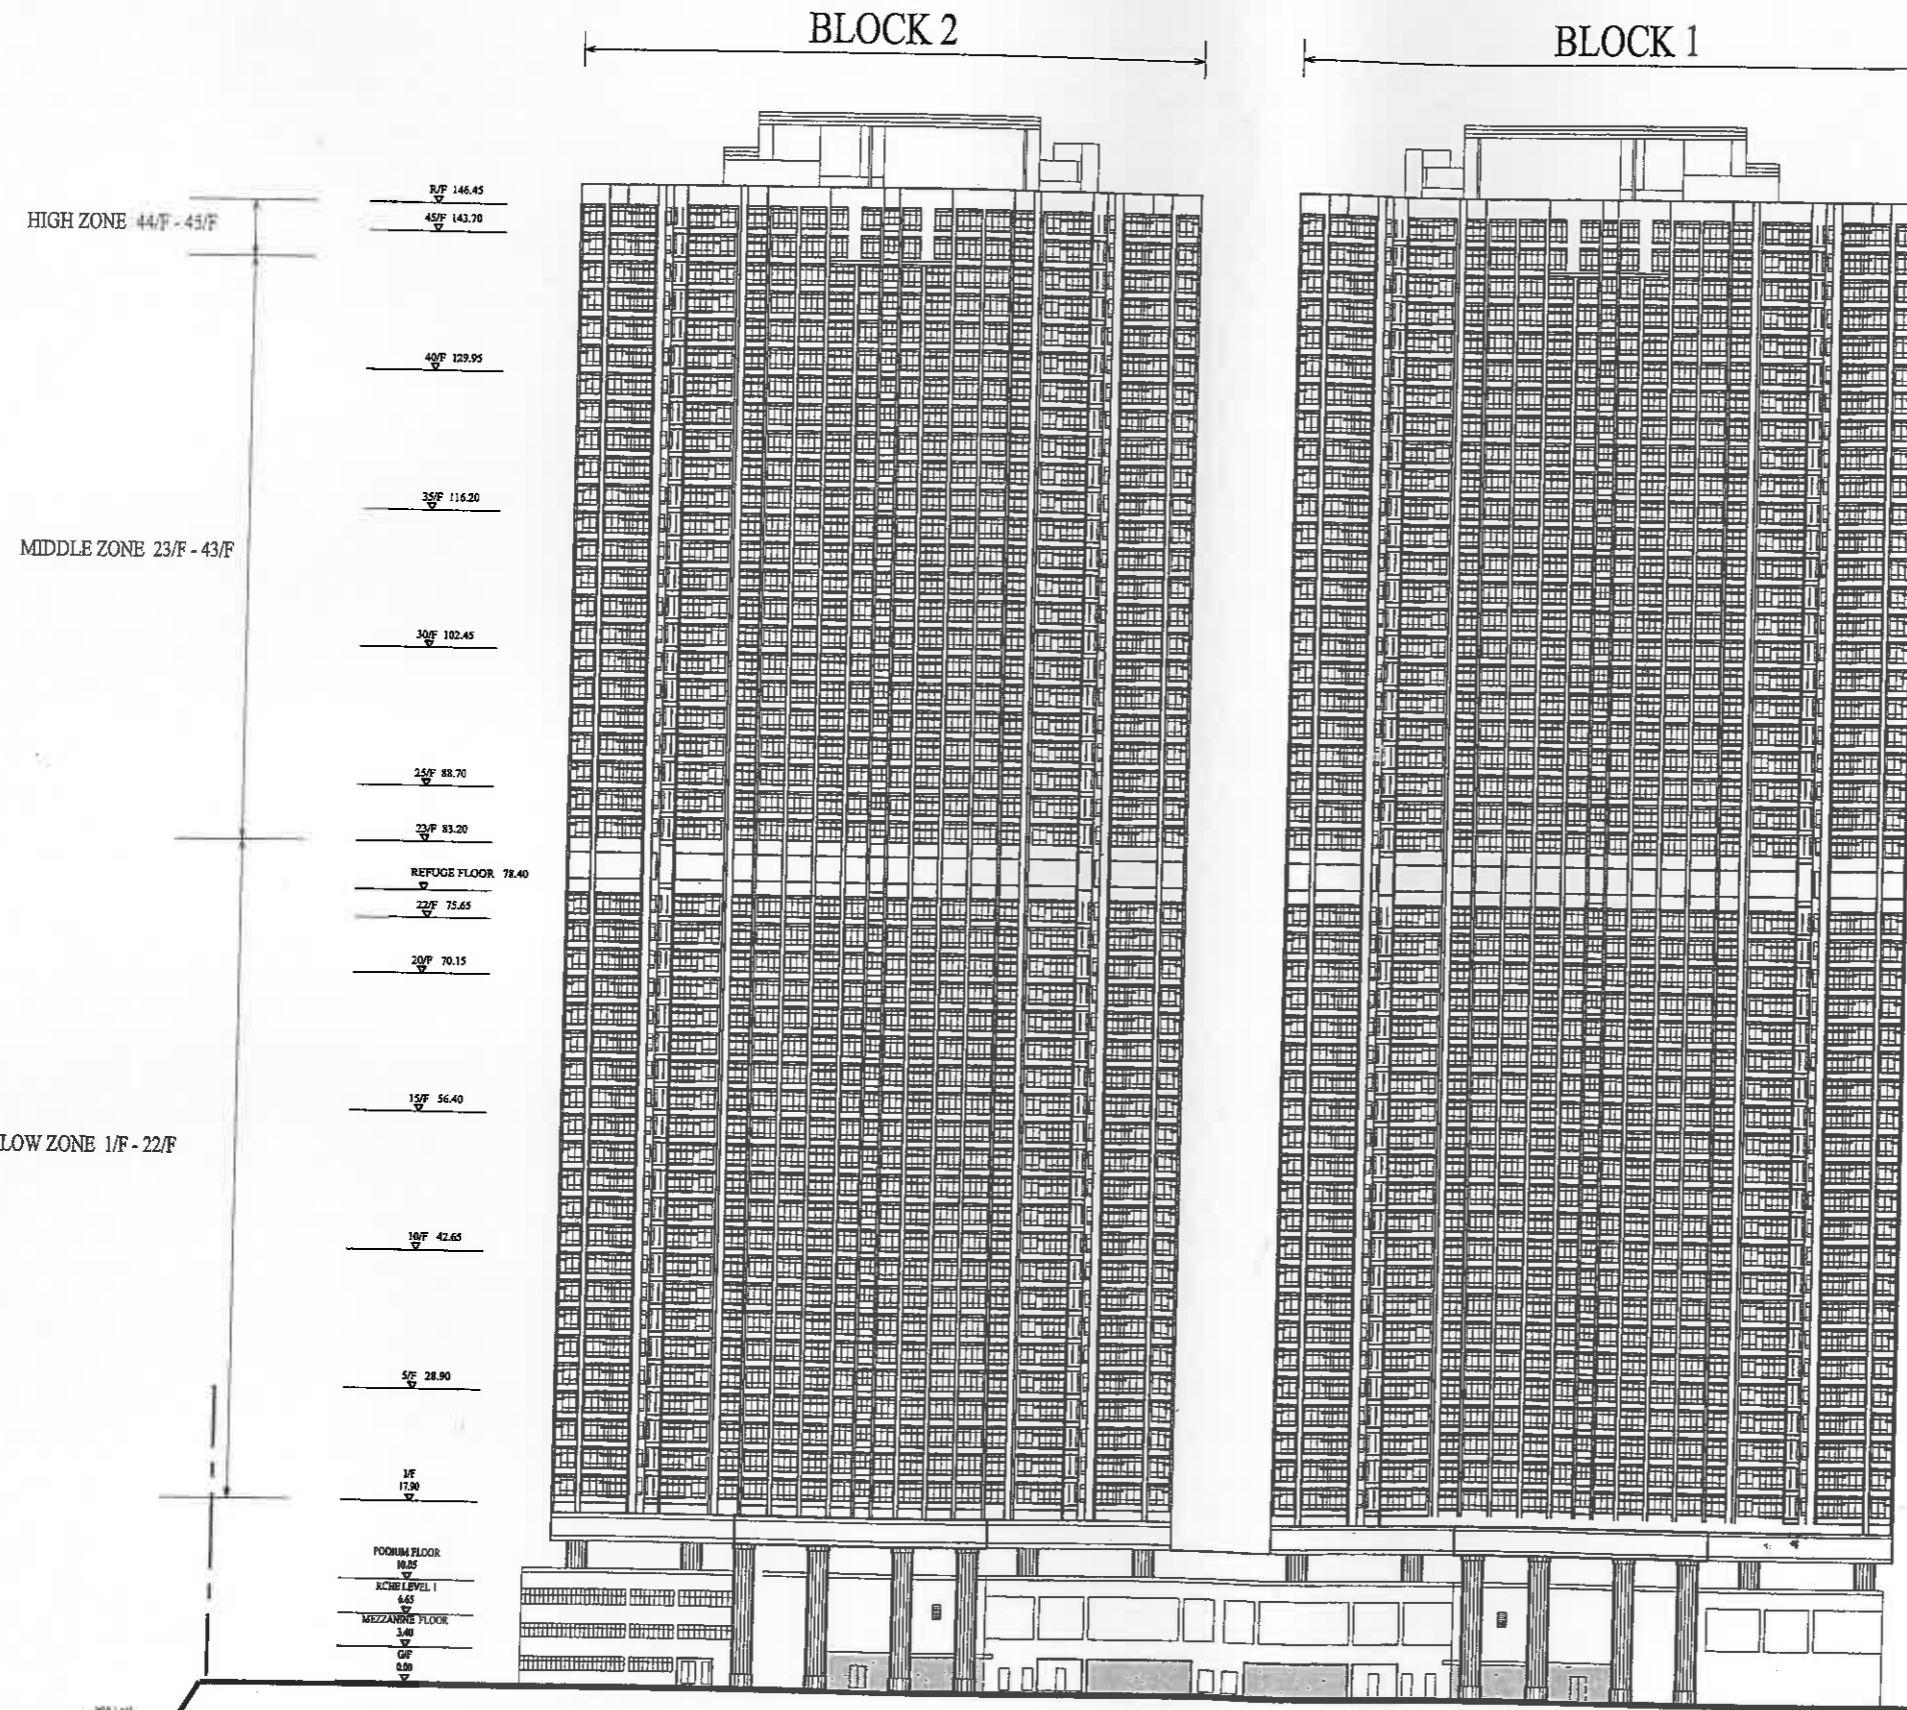 BLOCK 2
BLOCK 1
R/F 146.45
HIGH ZONE 44/F - 45/F
45/F 143.70
40/F 129.95
35/F 116.20
MIDDLE ZONE 23/F - 43/F
30/F 102.45
25/F 88.70
23/F 83.20
REFUGE FLOOR 78.40
22/F 75.65
20/F 70.15
15/F 56.40
LOW ZONE 1/F - 22/F
10/F 42.65
5/F 28.90
1/F
17.90
PODIUM FLOOR
10.85
RCHE LEVEL 1
6.65
MEZZANINE FLOOR
3.40
G/F
0.00